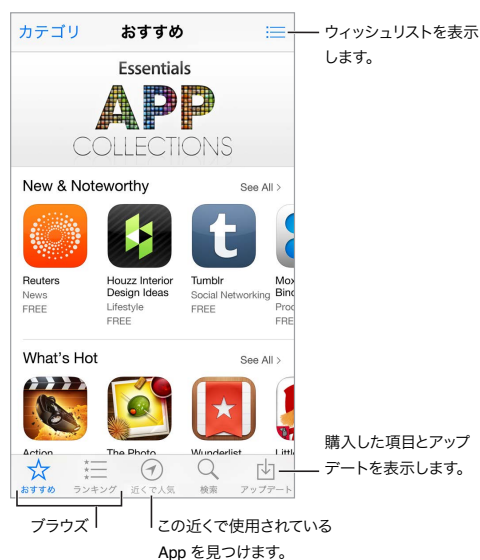 カテゴリ おすすめ
ウィッシュリストを表示
します。
Essentials
APP
COLLECTIONS
New & Noteworthy See All >
Reuters
News
FREE
Houzz Interior
Design Ideas
Lifestyle
FREE
Tumblr
Social Networking
FREE
Mox
Bind
Proc
FRE
What's Hot See All >
Action The Photo Wunderlist Little
購入した項目とアップ
デートを表示します。
おすすめ ランキング 近くで人気 検索 アップデート
ブラウズ
この近くで使用されている
App を見つけます。